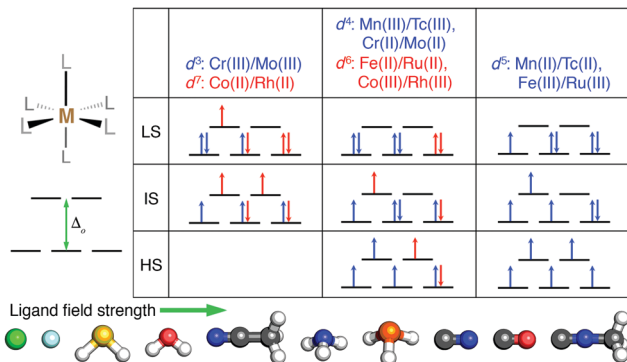 d³: Cr(III)/Mo(III)
d⁷: Co(II)/Rh(II)
d⁴: Mn(III)/Tc(III),
Cr(II)/Mo(II)
d⁶: Fe(II)/Ru(II),
Co(III)/Rh(III)
d⁵: Mn(II)/Tc(II),
Fe(III)/Ru(III)
L
L L
M
L L
L
Δo
LS
IS
HS
Ligand field strength